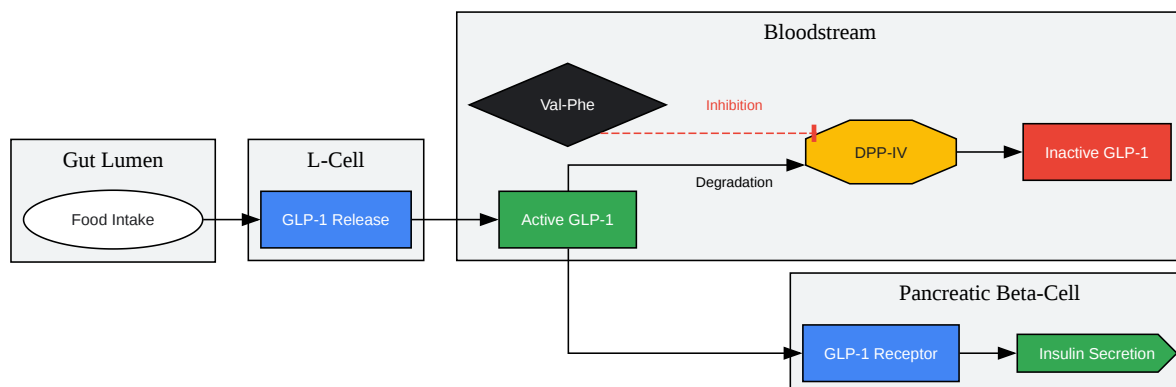 Bloodstream
Val-Phe
Inhibition
Gut Lumen
L-Cell
DPP-IV
Inactive GLP-1
Degradation
Food Intake
GLP-1 Release
Active GLP-1
Pancreatic Beta-Cell
GLP-1 Receptor
Insulin Secretion